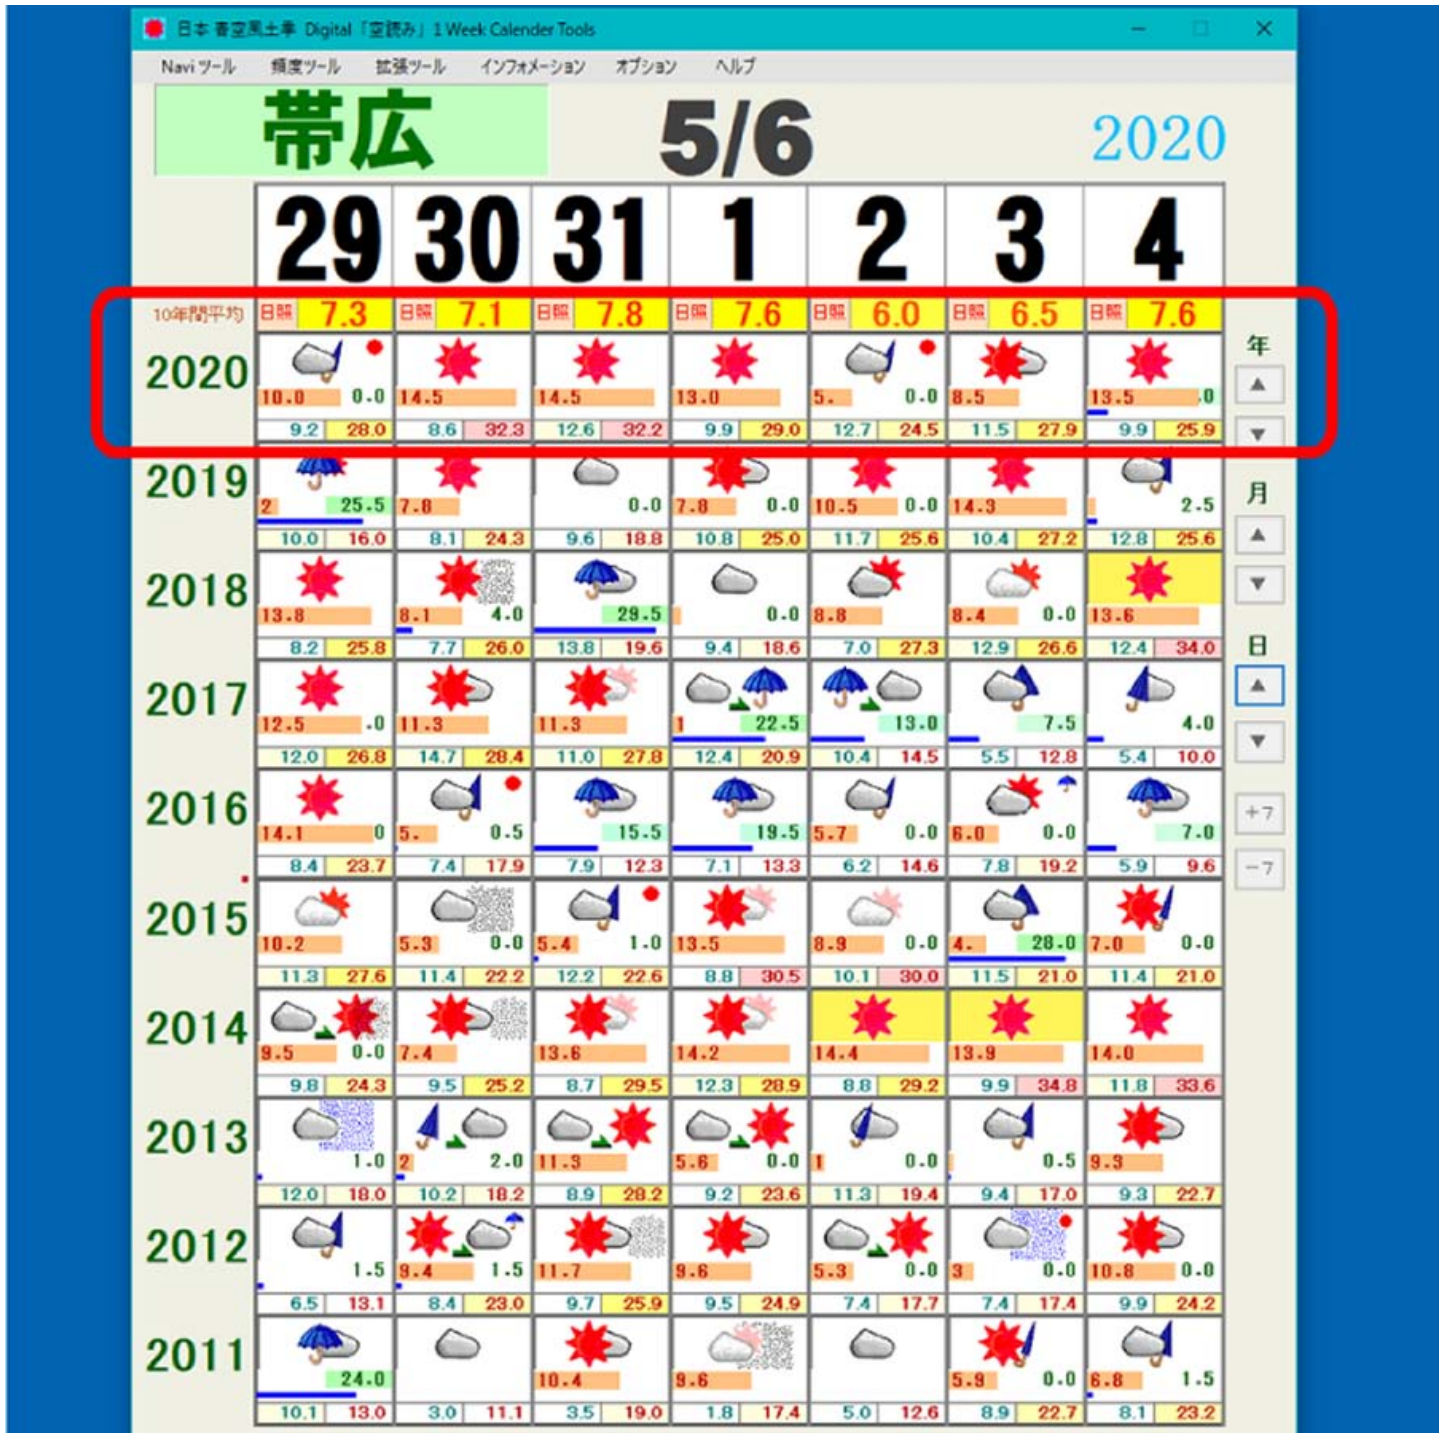 日本 青空風土季 Digital「空読み」1 Week Calender Tools
Navi ツール 頻度ツール 拡張ツール インフォメーション オプション ヘルプ
帯広 5/6 2020
29 30 31 1 2 3 4
10年間平均 日照 7.3 日照 7.1 日照 7.8 日照 7.6 日照 6.0 日照 6.5 日照 7.6
年
2020
10.0 0.0 14.5 14.5 13.0 5. 0.0 8.5 13.5 .0
9.2 28.0 8.6 32.3 12.6 32.2 9.9 29.0 12.7 24.5 11.5 27.9 9.9 25.9
2019
月
2 25.5 7.8 0.0 7.8 0.0 10.5 0.0 14.3 2.5
10.0 16.0 8.1 24.3 9.6 18.8 10.8 25.0 11.7 25.6 10.4 27.2 12.8 25.6
2018
13.8 8.1 4.0 29.5 0.0 8.8 8.4 0.0 13.6
8.2 25.8 7.7 26.0 13.8 19.6 9.4 18.6 7.0 27.3 12.9 26.6 12.4 34.0
日
2017
12.5 .0 11.3 11.3 1 22.5 13.0 7.5 4.0
12.0 26.8 14.7 28.4 11.0 27.8 12.4 20.9 10.4 14.5 5.5 12.8 5.4 10.0
2016
+7
14.1 0 5. 0.5 15.5 19.5 5.7 0.0 6.0 0.0 7.0
8.4 23.7 7.4 17.9 7.9 12.3 7.1 13.3 6.2 14.6 7.8 19.2 5.9 9.6
-7
2015
10.2 5.3 0.0 5.4 1.0 13.5 8.9 0.0 4. 28.0 7.0 0.0
11.3 27.6 11.4 22.2 12.2 22.6 8.8 30.5 10.1 30.0 11.5 21.0 11.4 21.0
2014
9.5 0.0 7.4 13.6 14.2 14.4 13.9 14.0
9.8 24.3 9.5 25.2 8.7 29.5 12.3 28.9 8.8 29.2 9.9 34.8 11.8 33.6
2013
1.0 2 2.0 11.3 5.6 0.0 1 0.0 0.5 9.3
12.0 18.0 10.2 18.2 8.9 28.2 9.2 23.6 11.3 19.4 9.4 17.0 9.3 22.7
2012
1.5 9.4 1.5 11.7 9.6 5.3 0.0 3 0.0 10.8 0.0
6.5 13.1 8.4 23.0 9.7 25.9 9.5 24.9 7.4 17.7 7.4 17.4 9.9 24.2
2011
24.0 10.4 9.6 5.9 0.0 6.8 1.5
10.1 13.0 3.0 11.1 3.5 19.0 1.8 17.4 5.0 12.6 8.9 22.7 8.1 23.2